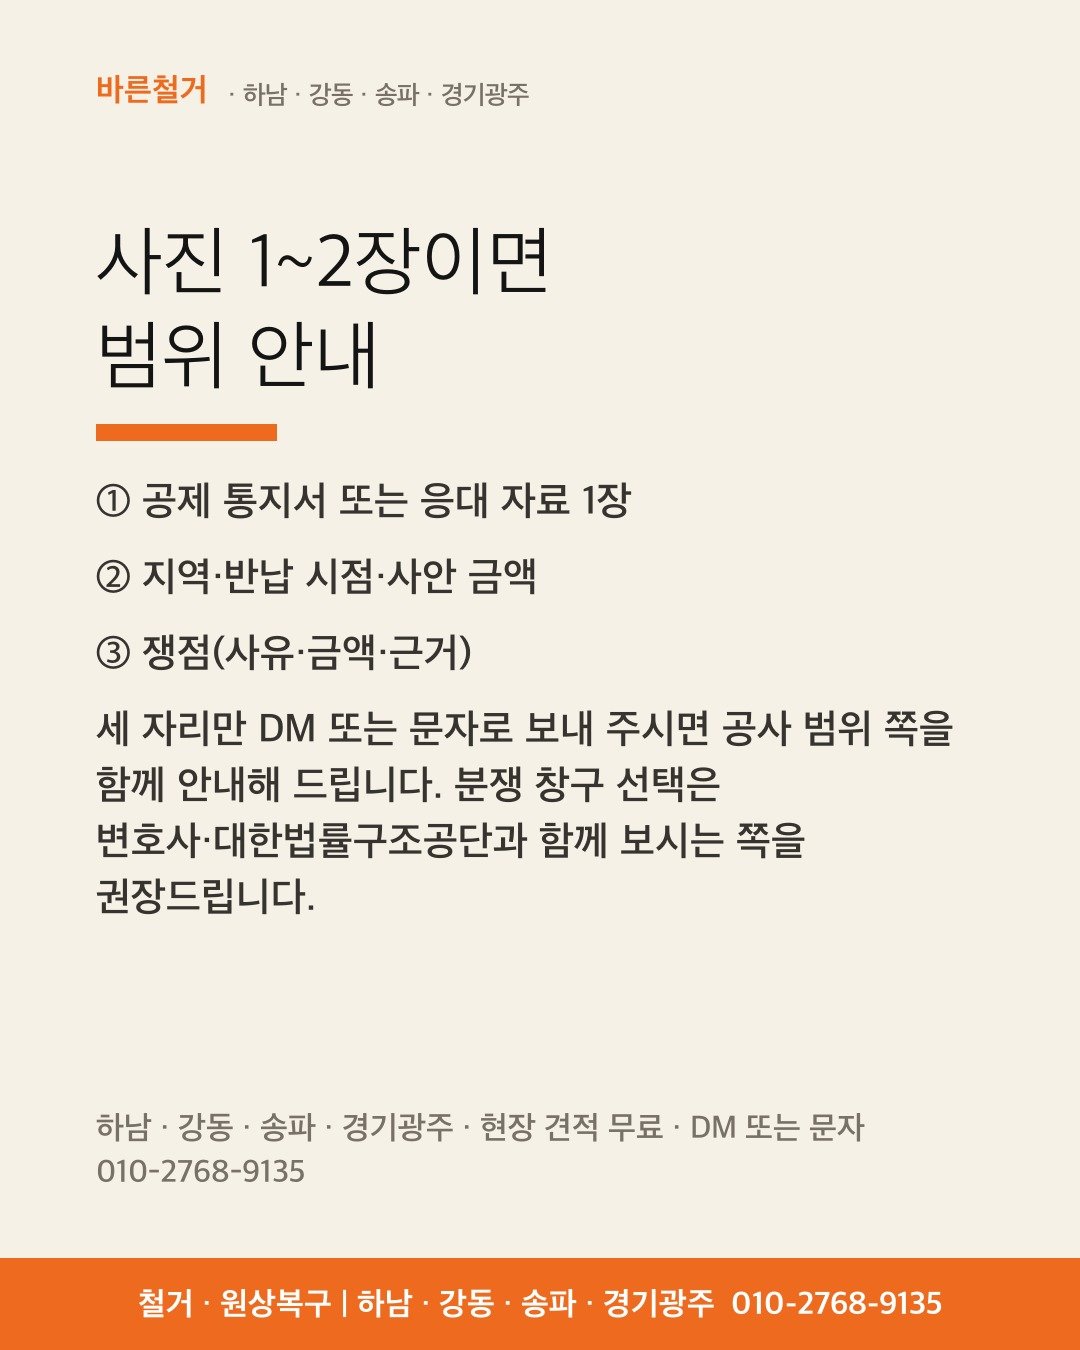 바른철거 · 하남 · 강동 · 송파 · 경기광주
사진 1~2장이면
범위 안내
① 공제 통지서 또는 응대 자료 1장
② 지역·반납 시점·사안 금액
③ 쟁점(사유·금액·근거)
세 자리만 DM 또는 문자로 보내 주시면 공사 범위 쪽을
함께 안내해 드립니다. 분쟁 창구 선택은
변호사·대한법률구조공단과 함께 보시는 쪽을
권장드립니다.
하남 · 강동 · 송파 · 경기광주 · 현장 견적 무료 · DM 또는 문자
010-2768-9135
철거 · 원상복구 | 하남 · 강동 · 송파 · 경기광주 010-2768-9135